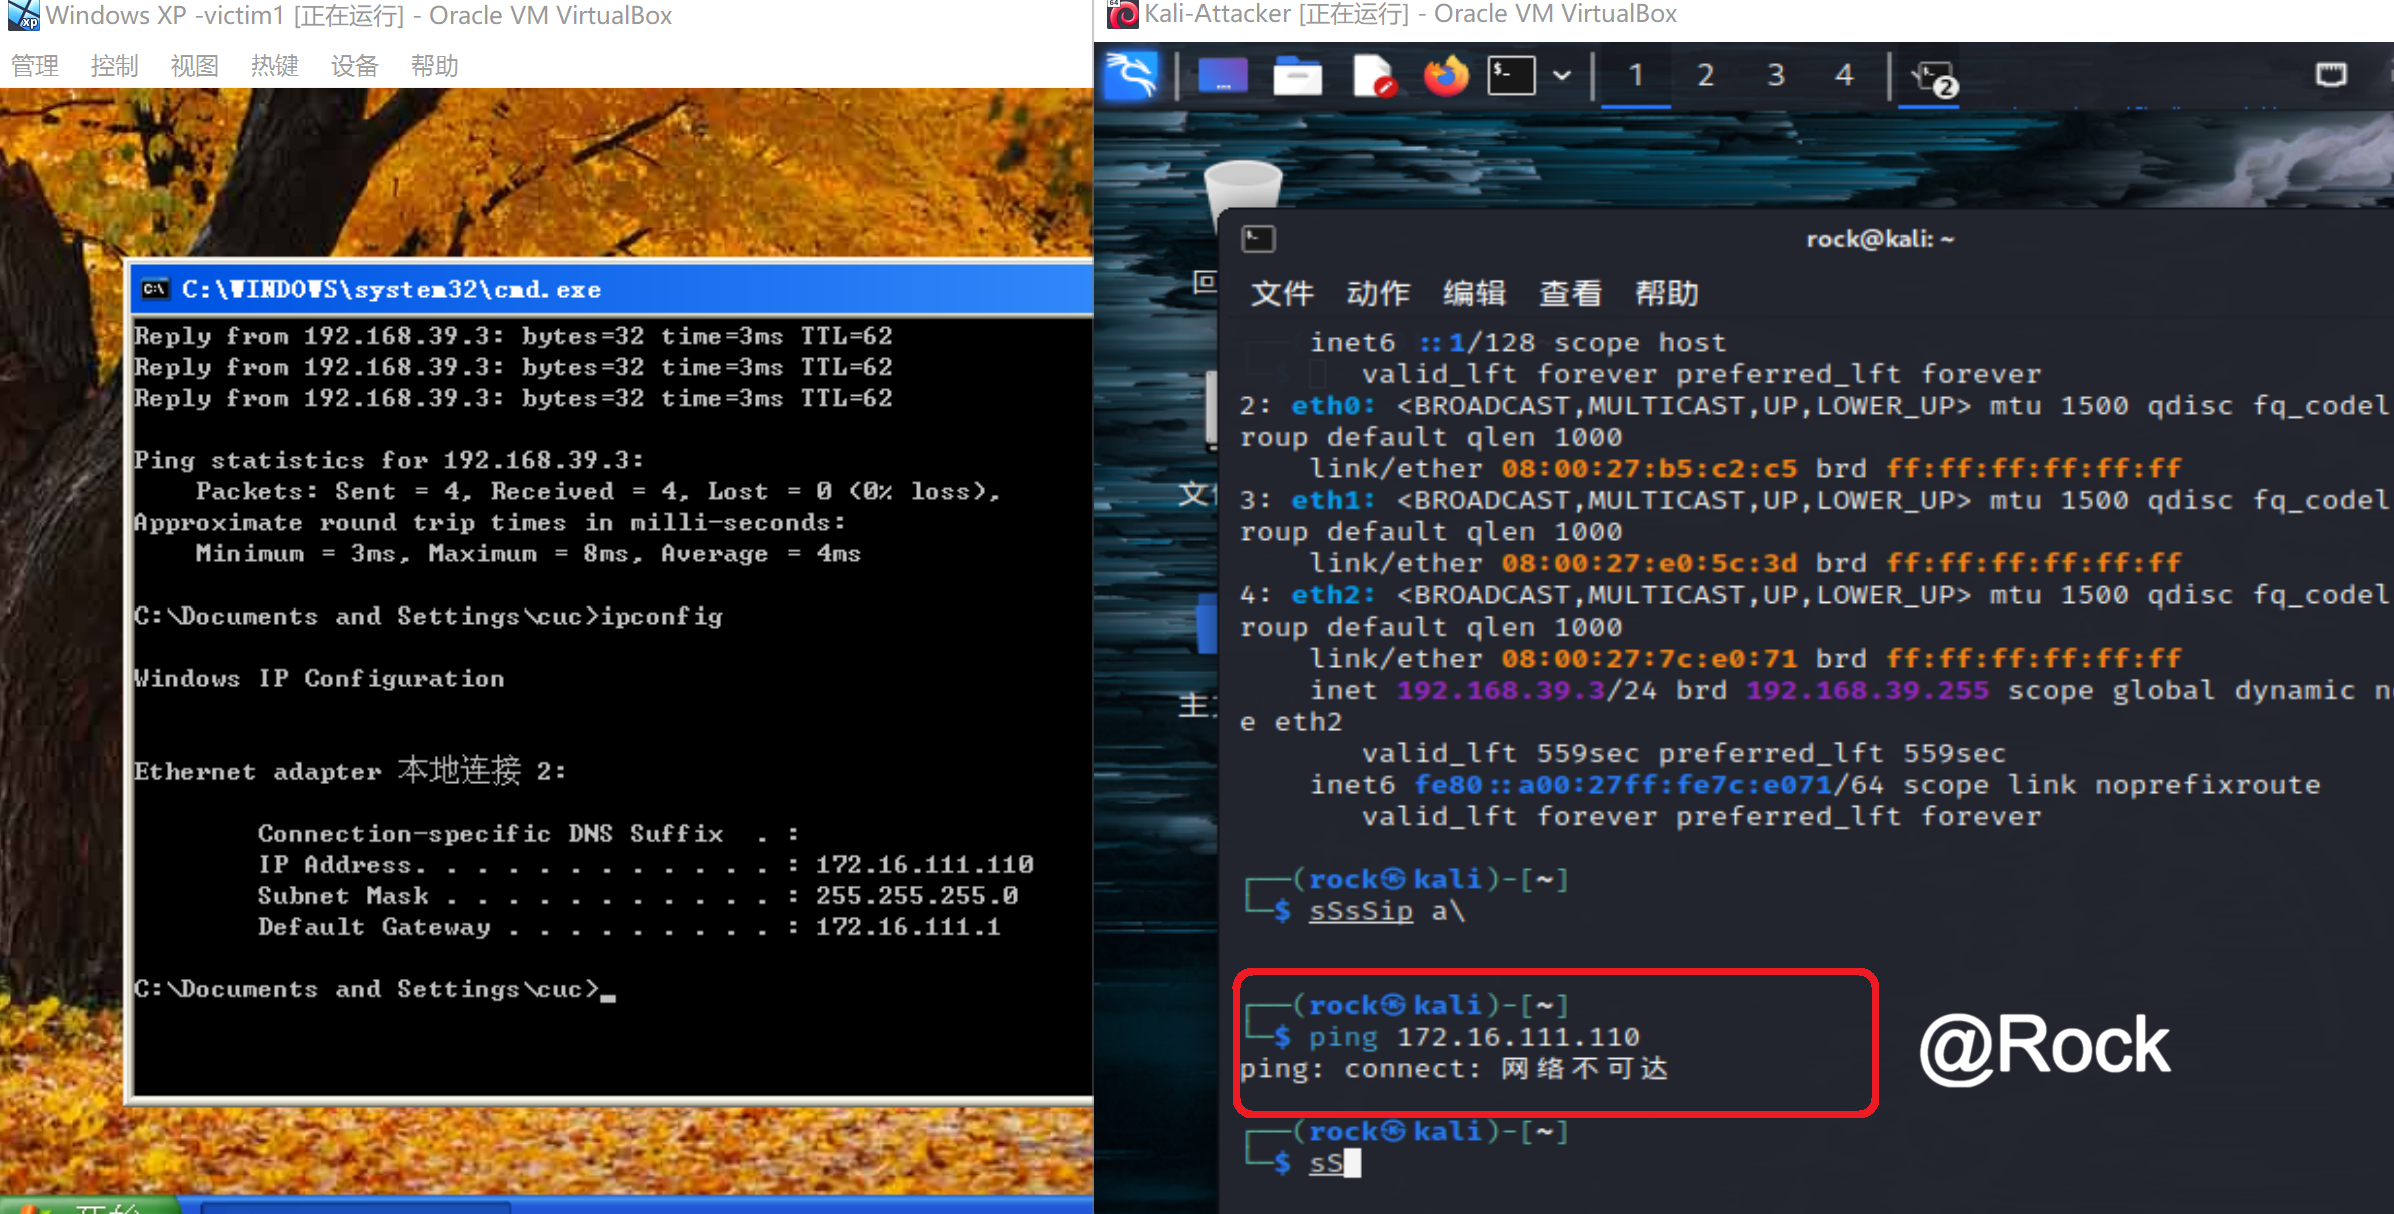 Windows XP -victim1 [正在运行] - Oracle VM VirtualBox
管理 控制 视图 热键 设备 帮助
C:\WINDOWS\system32\cmd.exe
Reply from 192.168.39.3: bytes=32 time=3ms TTL=62
Reply from 192.168.39.3: bytes=32 time=3ms TTL=62
Reply from 192.168.39.3: bytes=32 time=3ms TTL=62
Ping statistics for 192.168.39.3:
Packets: Sent = 4, Received = 4, Lost = 0 (0% loss),
Approximate round trip times in milli-seconds:
Minimum = 3ms, Maximum = 8ms, Average = 4ms
C:\Documents and Settings\cuc>ipconfig
Windows IP Configuration
Ethernet adapter 本地连接 2:
Connection-specific DNS Suffix . :
IP Address. . . . . . . . . . . . : 172.16.111.110
Subnet Mask . . . . . . . . . . . : 255.255.255.0
Default Gateway . . . . . . . . . : 172.16.111.1
C:\Documents and Settings\cuc>_
开始
Kali-Attacker [正在运行] - Oracle VM VirtualBox
1 2 3 4 2
rock@kali: ~
文件 动作 编辑 查看 帮助
inet6 ::1/128 scope host
valid_lft forever preferred_lft forever
2: eth0: <BROADCAST,MULTICAST,UP,LOWER_UP> mtu 1500 qdisc fq_codel
roup default qlen 1000
link/ether 08:00:27:b5:c2:c5 brd ff:ff:ff:ff:ff:ff
3: eth1: <BROADCAST,MULTICAST,UP,LOWER_UP> mtu 1500 qdisc fq_codel
roup default qlen 1000
link/ether 08:00:27:e0:5c:3d brd ff:ff:ff:ff:ff:ff
4: eth2: <BROADCAST,MULTICAST,UP,LOWER_UP> mtu 1500 qdisc fq_codel
roup default qlen 1000
link/ether 08:00:27:7c:e0:71 brd ff:ff:ff:ff:ff:ff
inet 192.168.39.3/24 brd 192.168.39.255 scope global dynamic n
e eth2
valid_lft 559sec preferred_lft 559sec
inet6 fe80::a00:27ff:fe7c:e071/64 scope link noprefixroute
valid_lft forever preferred_lft forever
(rock㉿kali)-[~]
$ sSsSip a\
(rock㉿kali)-[~]
$ ping 172.16.111.110
ping: connect: 网络不可达
(rock㉿kali)-[~]
$ sS
@Rock